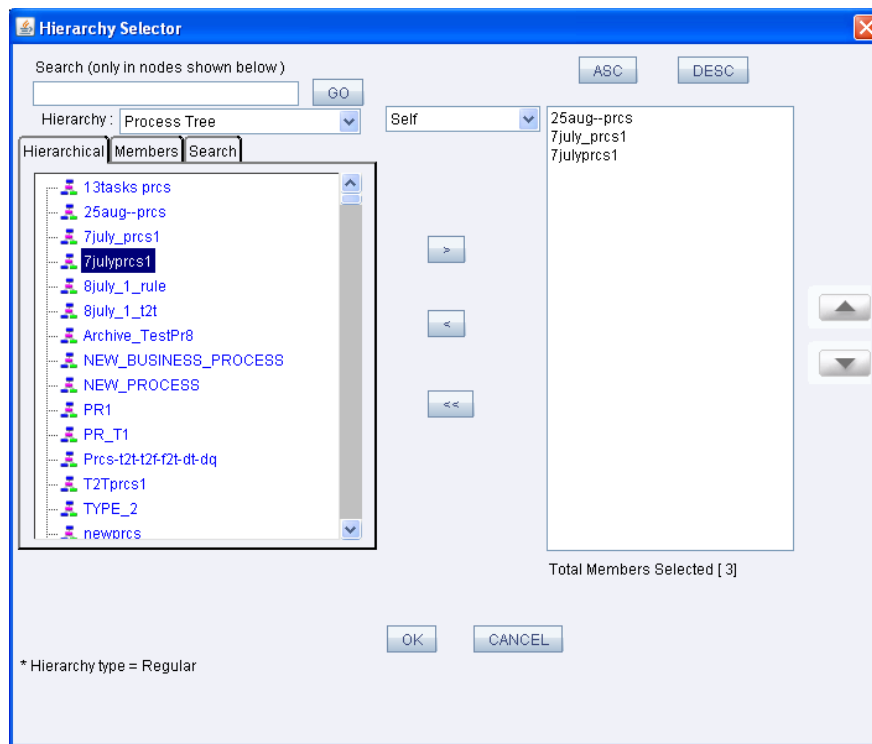 Hierarchy Selector
Search (only in nodes shown below )
GO
ASC
DESC
Hierarchy :
Process Tree
Self
Hierarchical
Members
Search
13tasks prcs
25aug--prcs
7july_prcs1
7julyprcs1
8july_1_rule
8july_1_t2t
Archive_TestPr8
NEW_BUSINESS_PROCESS
NEW_PROCESS
PR1
PR_T1
Prcs-t2t-t2f-f2t-dt-dq
T2Tprcs1
TYPE_2
newprcs
>
<
<<
25aug--prcs
7july_prcs1
7julyprcs1
Total Members Selected [ 3]
OK
CANCEL
* Hierarchy type = Regular